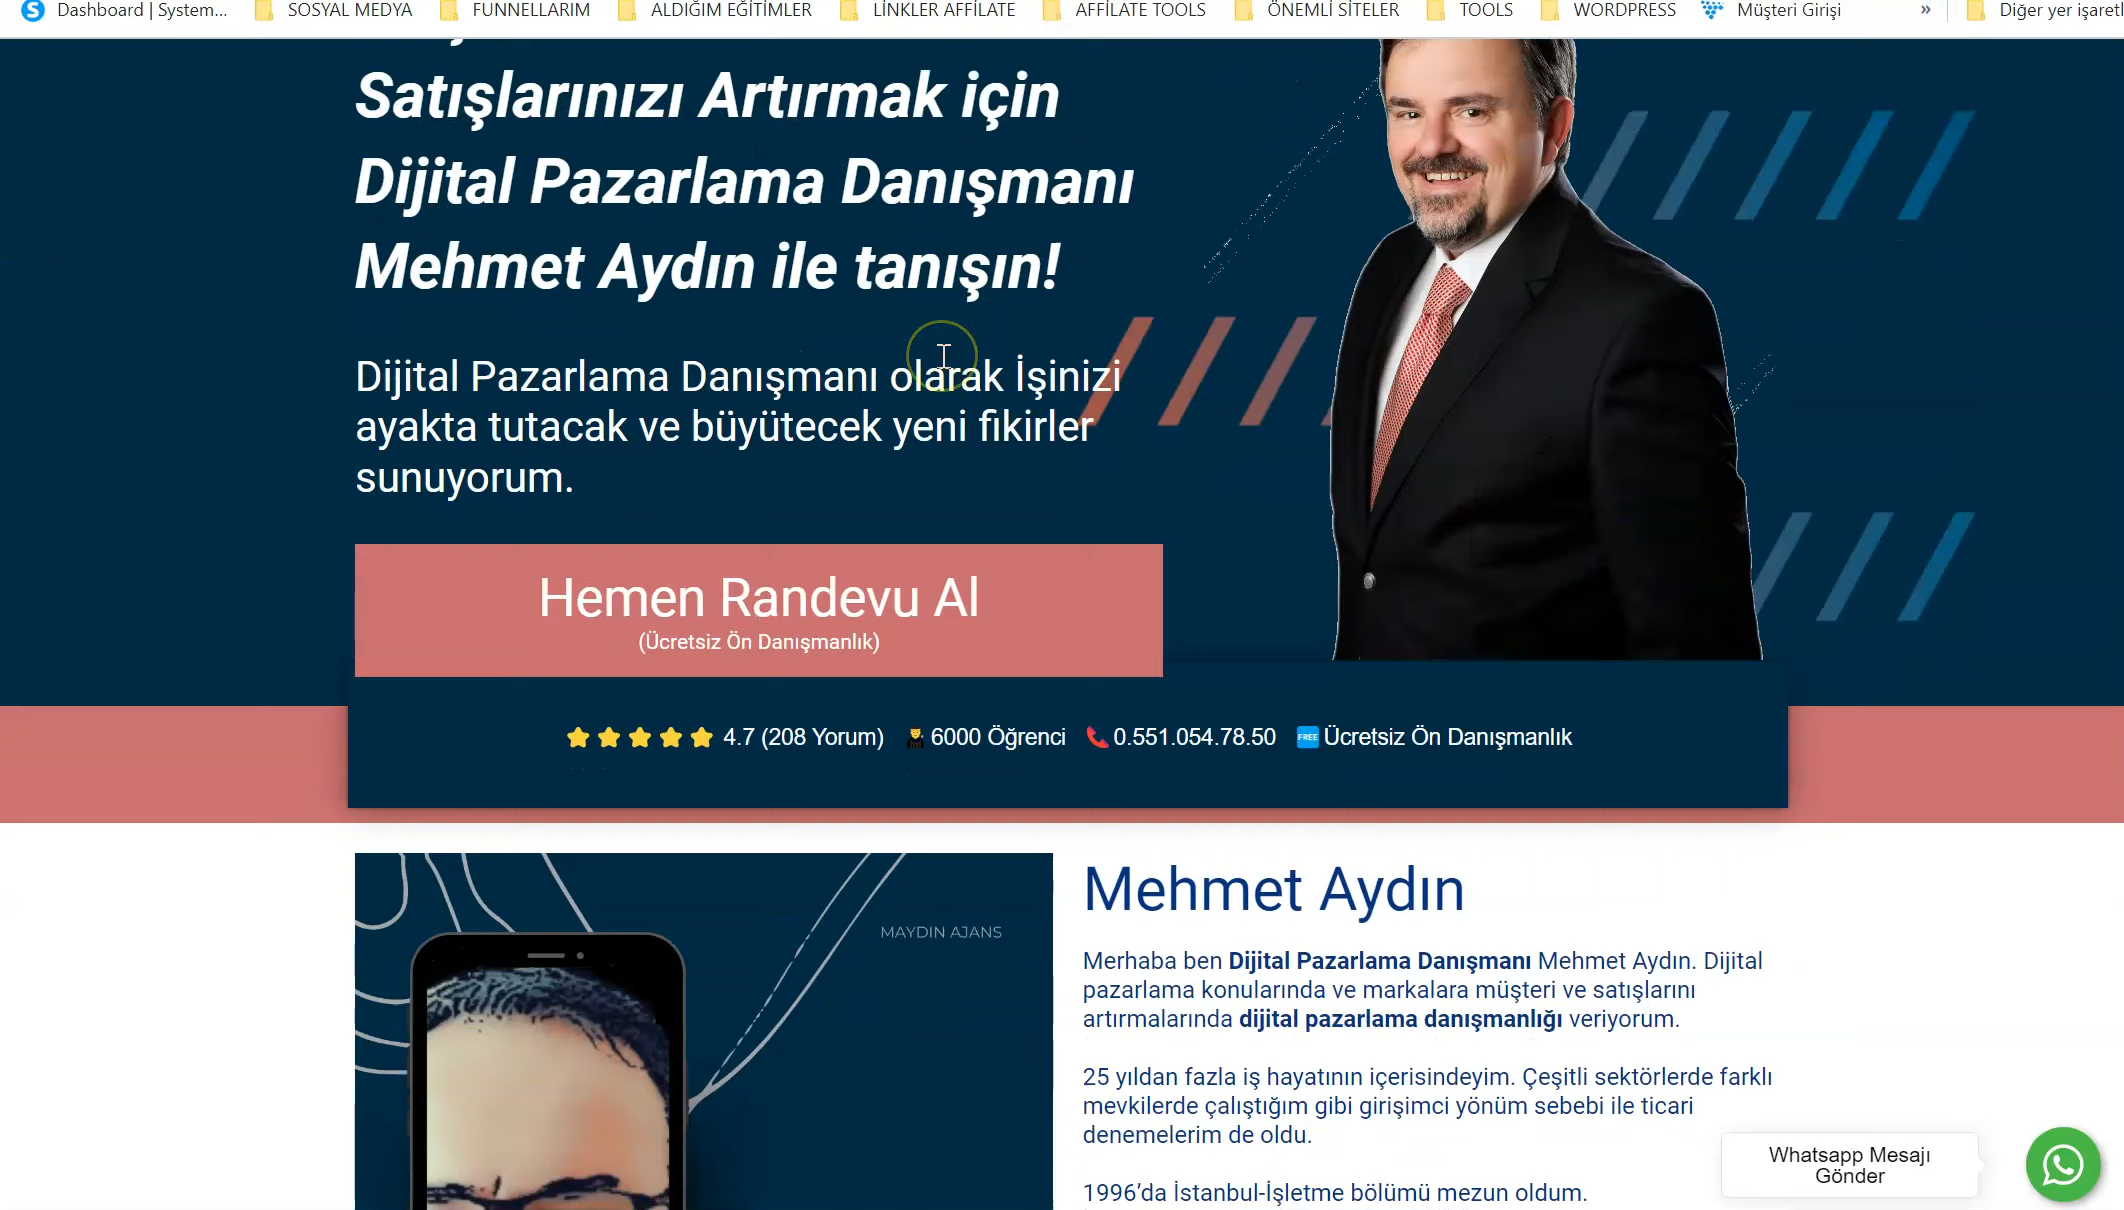 Dashboard | System...
SOSYAL MEDYA
FUNNELLARIM
ALDIĞIM EĞİTİMLER
LİNKLER AFFİLATE
AFFİLATE TOOLS
ÖNEMLİ SİTELER
TOOLS
WORDPRESS
Müşteri Girişi
»
Diğer yer işaretl
Satışlarınızı Artırmak için
Dijital Pazarlama Danışmanı
Mehmet Aydın ile tanışın!
Dijital Pazarlama Danışmanı olarak İşinizi
ayakta tutacak ve büyütecek yeni fikirler
sunuyorum.
Hemen Randevu Al
(Ücretsiz Ön Danışmanlık)
4.7 (208 Yorum) 6000 Öğrenci 0.551.054.78.50 FREE Ücretsiz Ön Danışmanlık
MAYDIN AJANS
Mehmet Aydın
Merhaba ben Dijital Pazarlama Danışmanı Mehmet Aydın. Dijital
pazarlama konularında ve markalara müşteri ve satışlarını
artırmalarında dijital pazarlama danışmanlığı veriyorum.
25 yıldan fazla iş hayatının içerisindeyim. Çeşitli sektörlerde farklı
mevkilerde çalıştığım gibi girişimci yönüm sebebi ile ticari
denemelerim de oldu.
1996'da İstanbul-İşletme bölümü mezun oldum.
Whatsapp Mesajı
Gönder